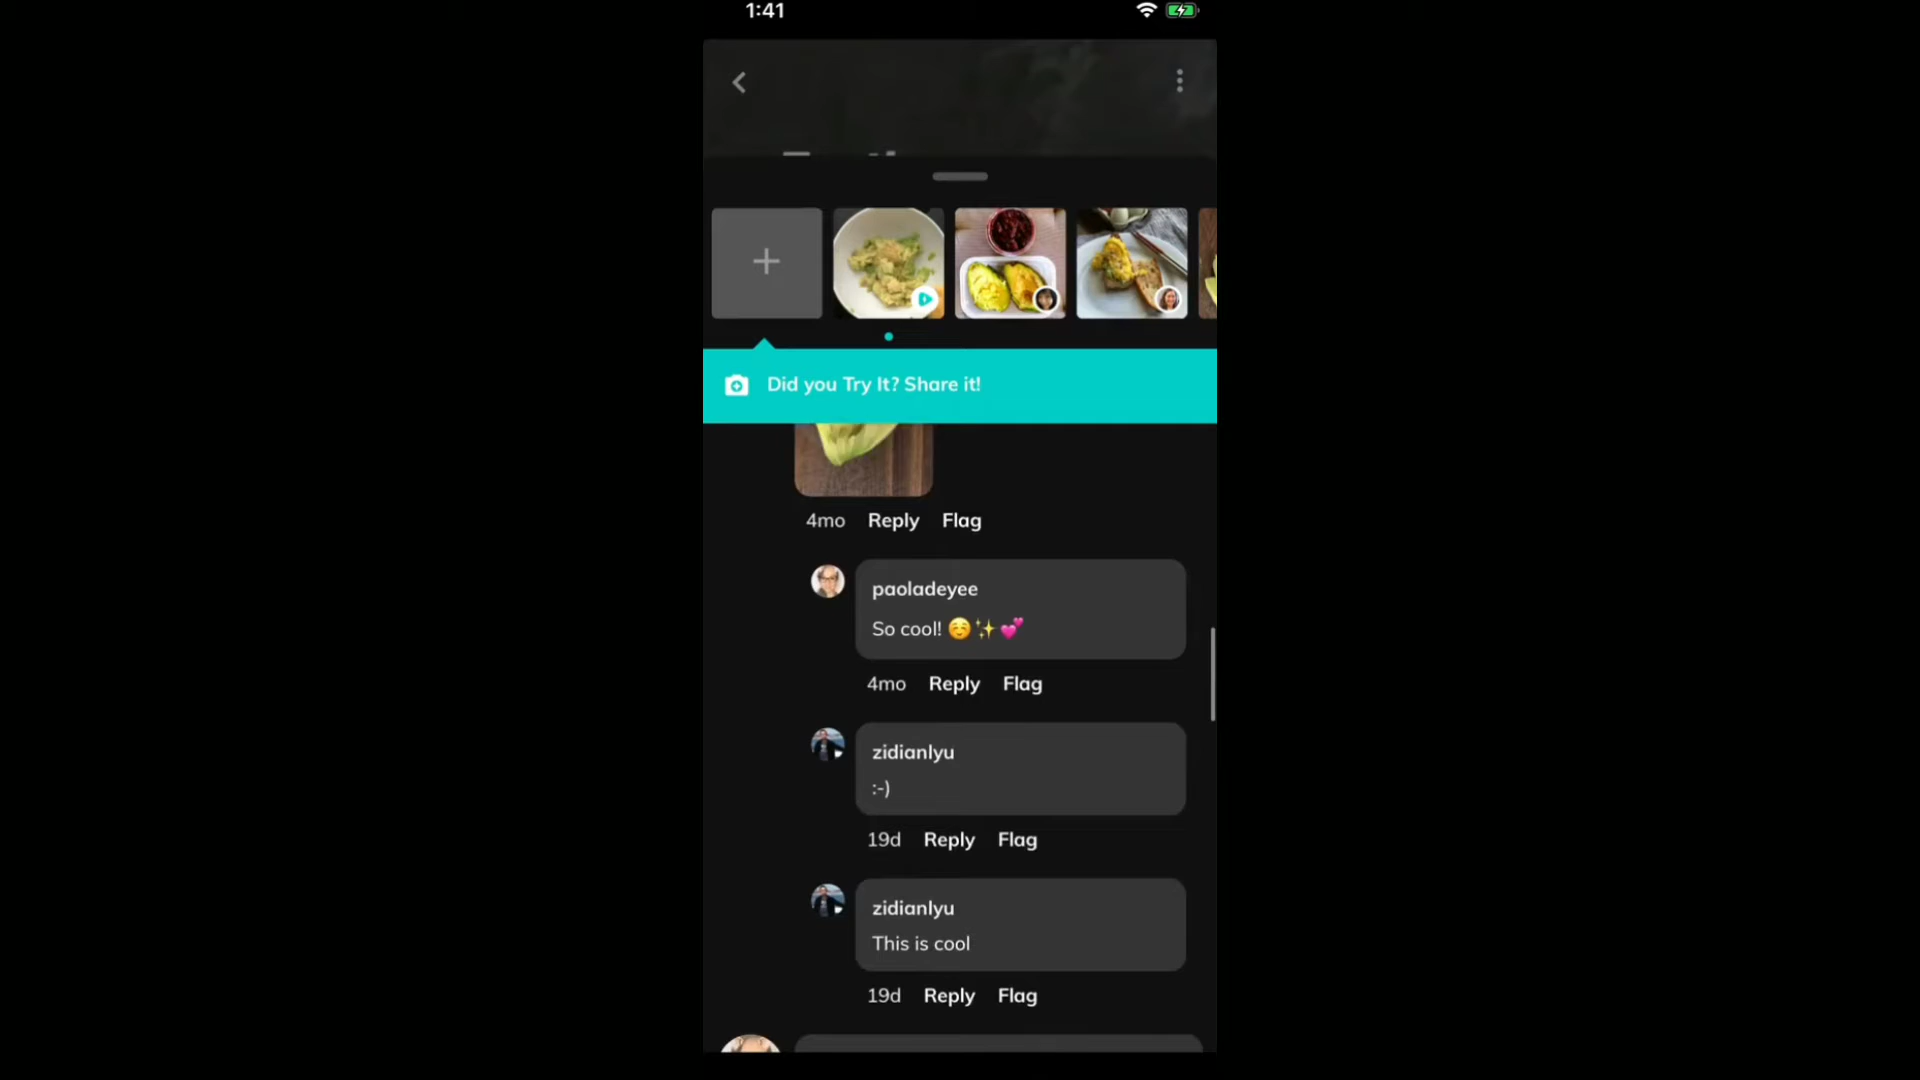 1:41
Did you Try It? Share it!
4mo Reply Flag
paoladeyee
So cool! ☺️✨💕
4mo Reply Flag
zidianlyu
:-)
19d Reply Flag
zidianlyu
This is cool
19d Reply Flag